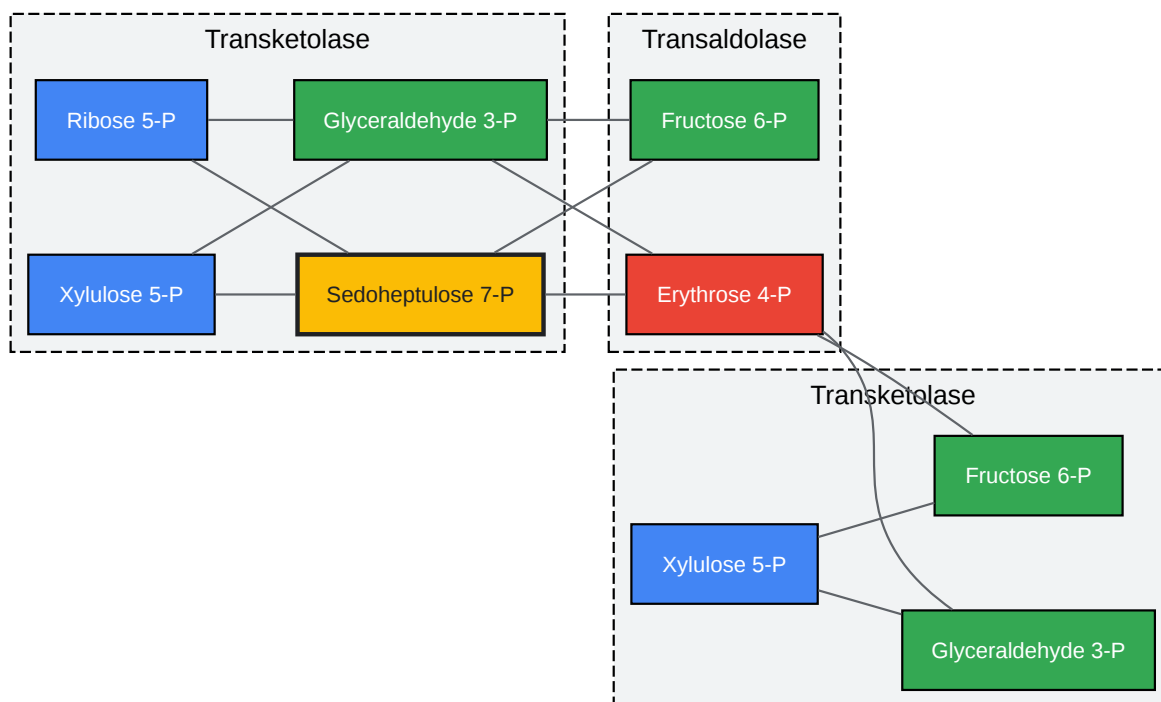 Transketolase
Transaldolase
Ribose 5-P
Glyceraldehyde 3-P
Fructose 6-P
Xylulose 5-P
Sedoheptulose 7-P
Erythrose 4-P
Transketolase
Fructose 6-P
Xylulose 5-P
Glyceraldehyde 3-P